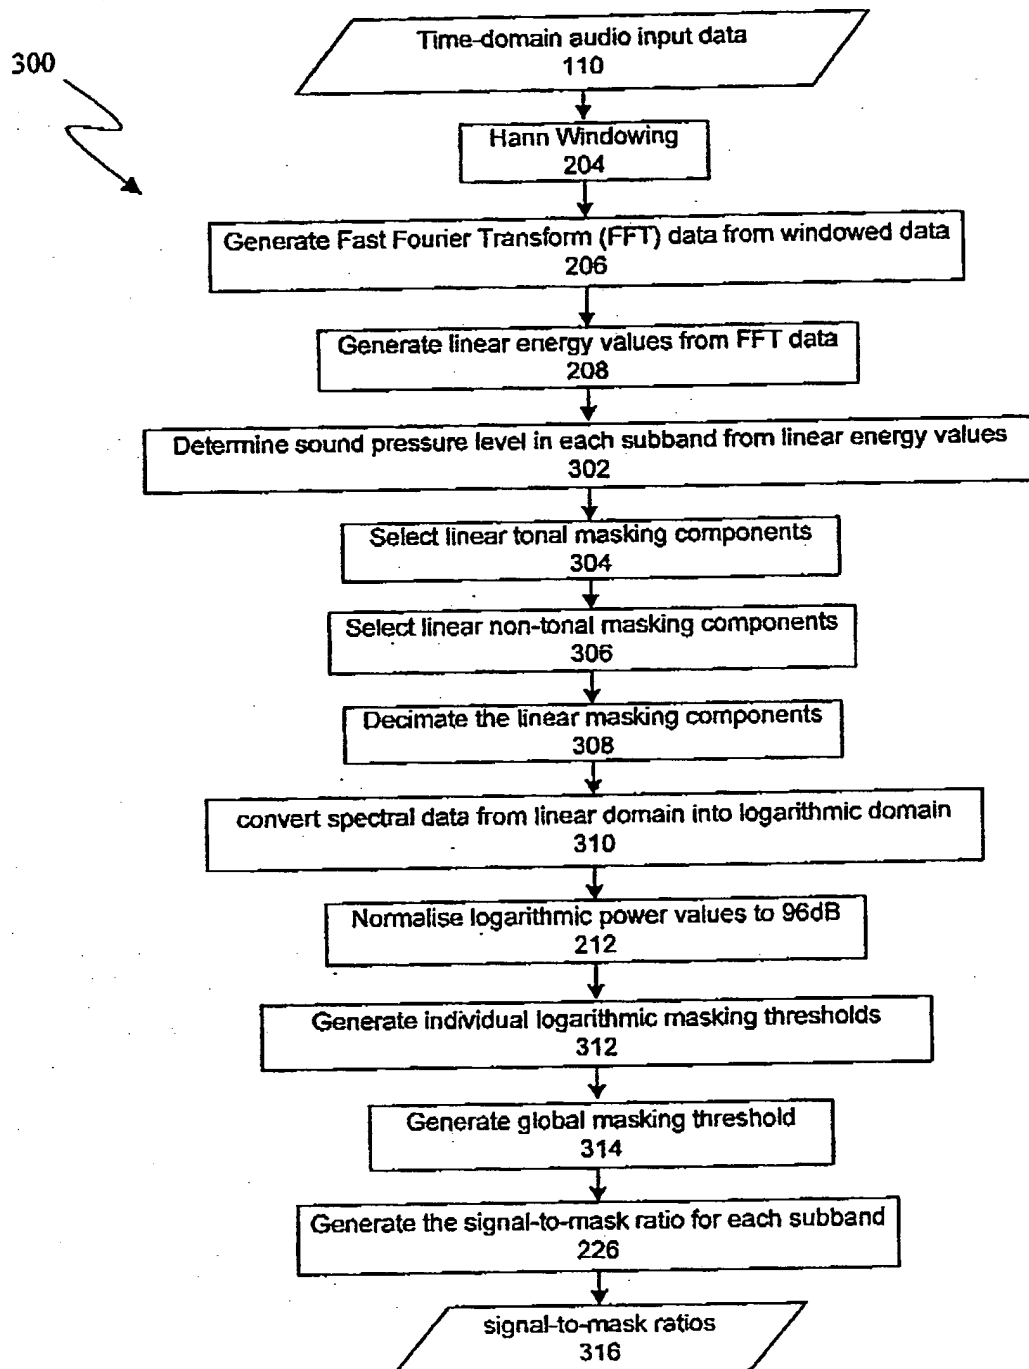 300
Time-domain audio input data
110
Hann Windowing
204
Generate Fast Fourier Transform (FFT) data from windowed data
206
Generate linear energy values from FFT data
208
Determine sound pressure level in each subband from linear energy values
302
Select linear tonal masking components
304
Select linear non-tonal masking components
306
Decimate the linear masking components
308
convert spectral data from linear domain into logarithmic domain
310
Normalise logarithmic power values to 96dB
212
Generate individual logarithmic masking thresholds
312
Generate global masking threshold
314
Generate the signal-to-mask ratio for each subband
226
signal-to-mask ratios
316